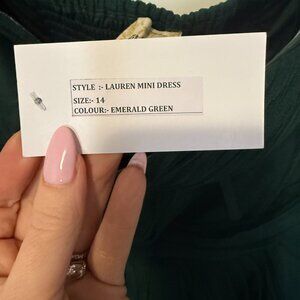 STYLE :- LAUREN MINI DRESS
SIZE:- 14
COLOUR:- EMERALD GREEN